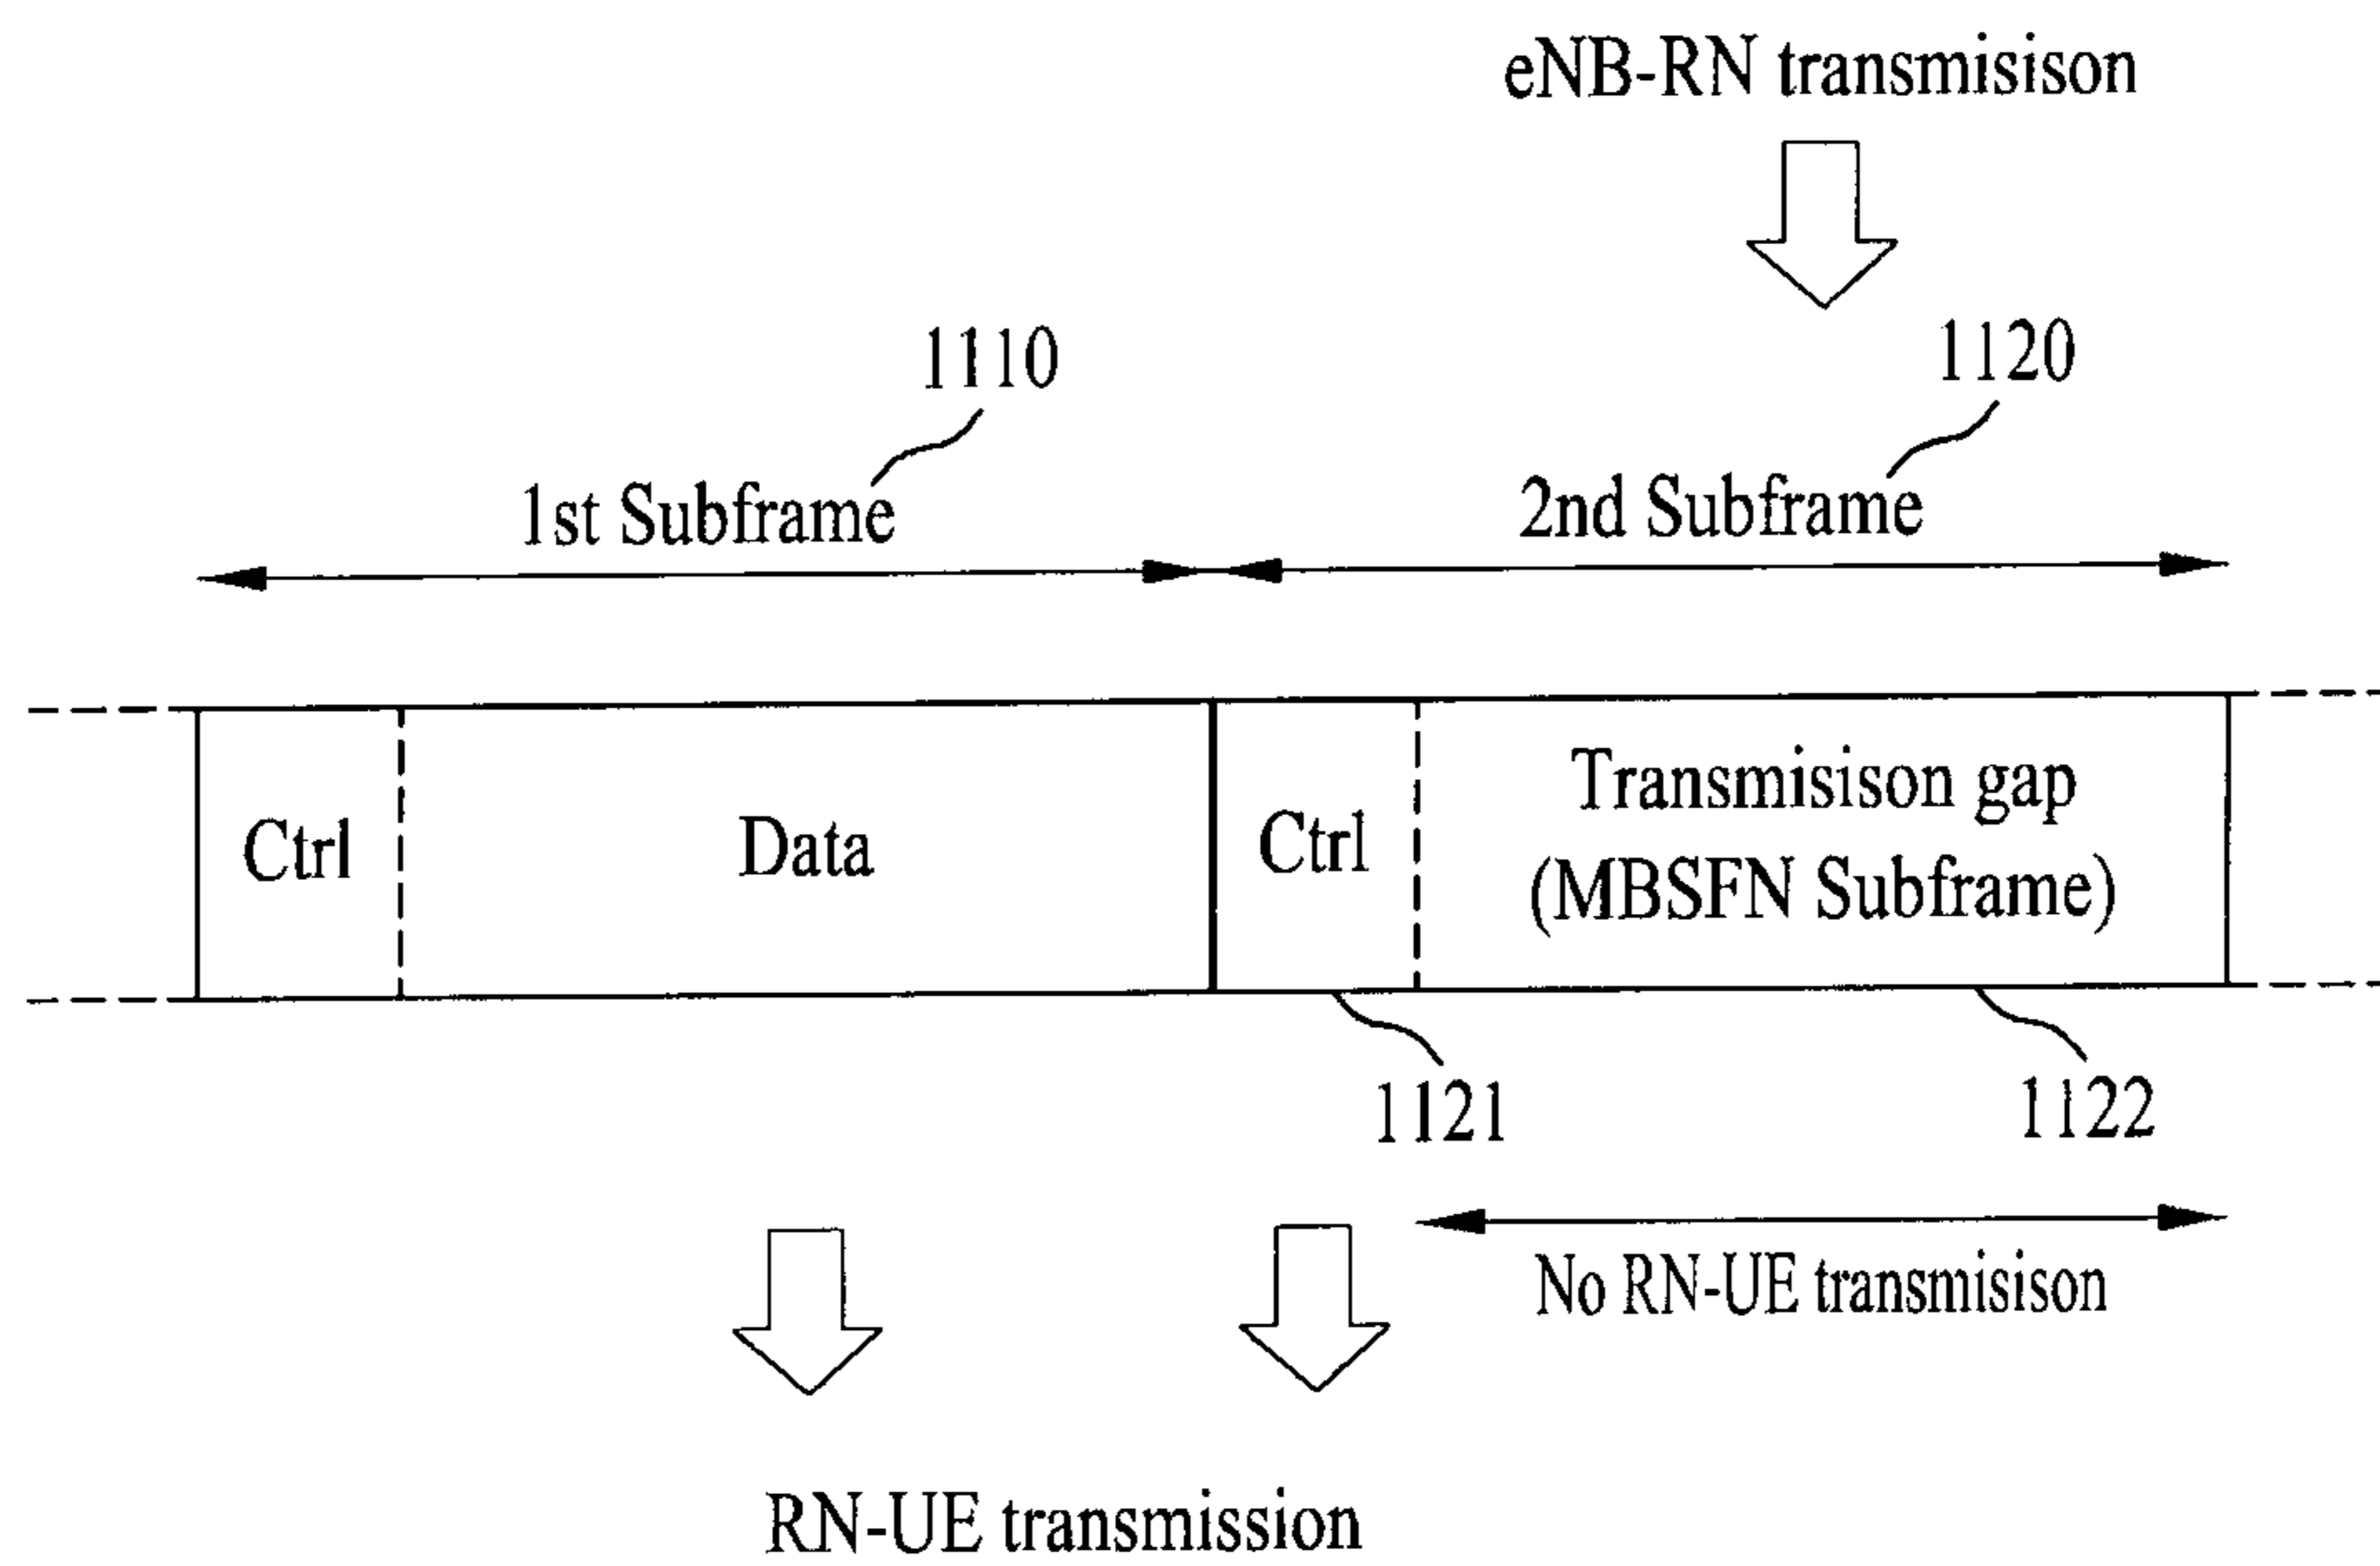 eNB-RN transmisison
1110
1120
1st Subframe
2nd Subframe
Ctrl
Data
Ctrl
Transmisison gap
(MBSFN Subframe)
1121
1122
No RN-UE transmisison
RN-UE transmission